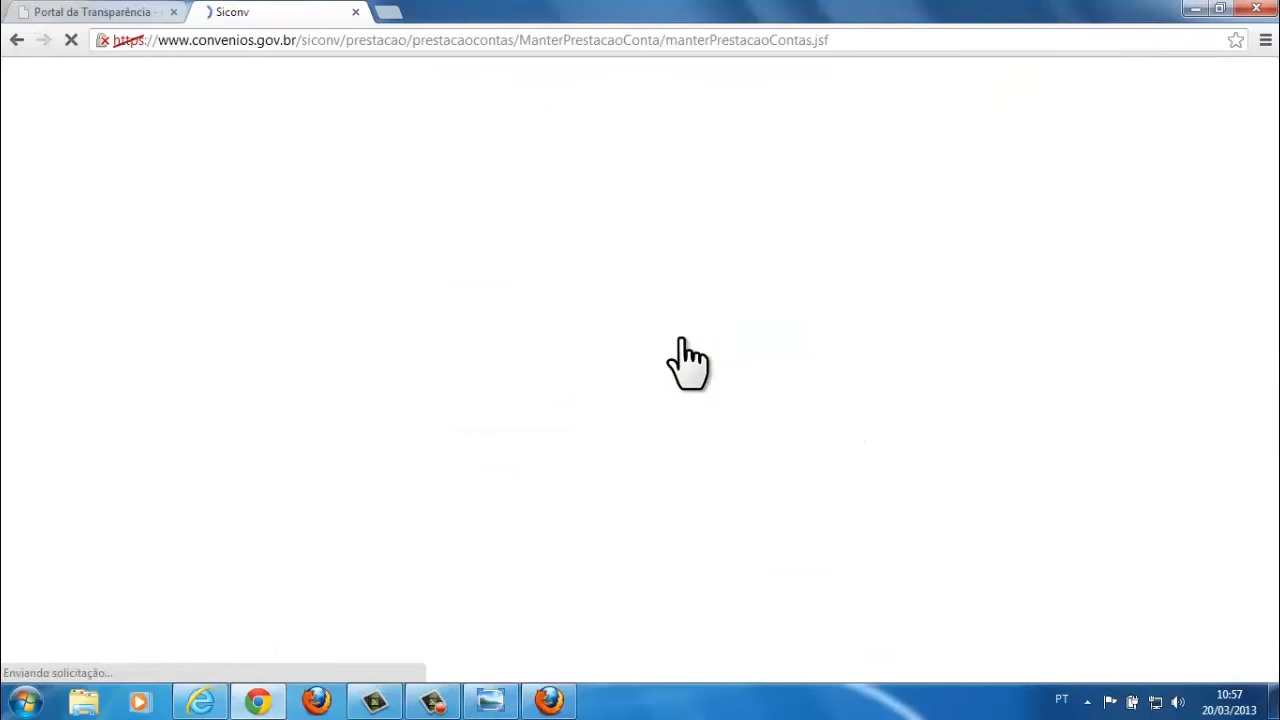 Portal da Transparência -
Siconv
https://www.convenios.gov.br/siconv/prestacao/prestacaocontas/ManterPrestacaoConta/manterPrestacaoContas.jsf
Enviando solicitação...
PT
10:57
20/03/2013